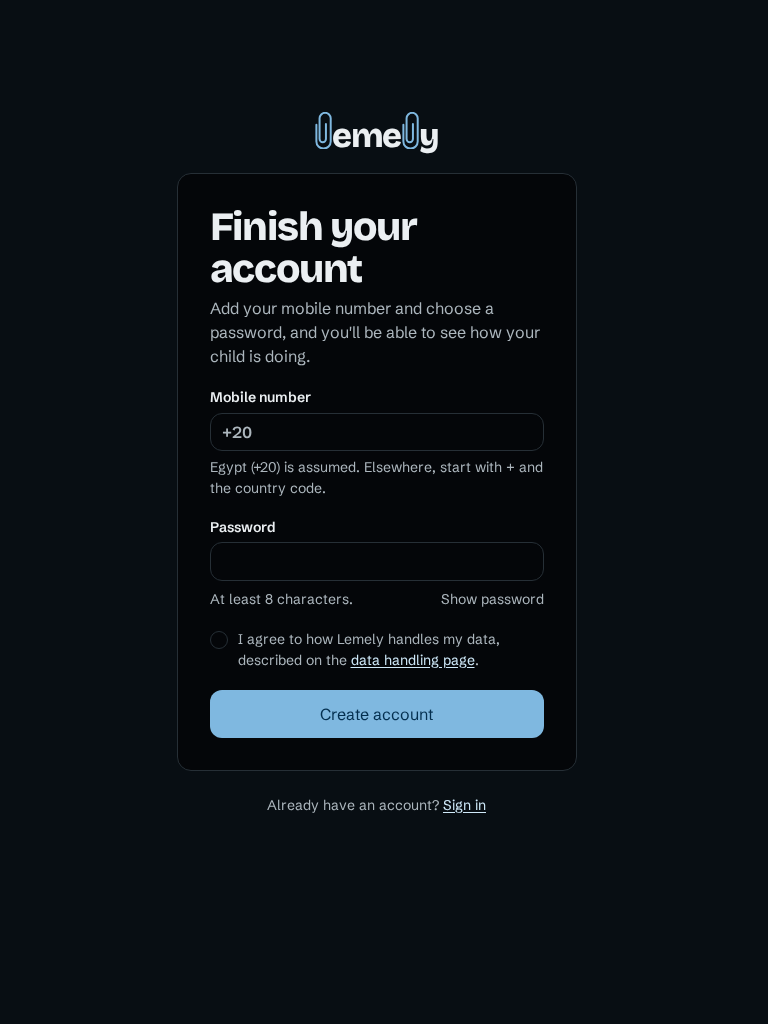 lemely
Finish your
account
Add your mobile number and choose a
password, and you'll be able to see how your
child is doing.
Mobile number
+20
Egypt (+20) is assumed. Elsewhere, start with + and
the country code.
Password
At least 8 characters. Show password
I agree to how Lemely handles my data,
described on the data handling page.
Create account
Already have an account? Sign in